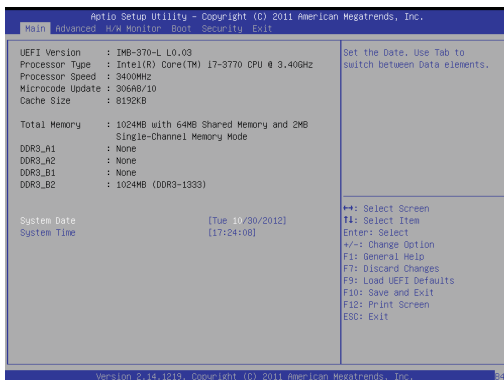 Aptio Setup Utility – Copyright (C) 2011 American Megatrends, Inc.
Main Advanced H/W Monitor Boot Security Exit
UEFI Version : IMB-370-L L0.03
Processor Type : Intel(R) Core(TM) i7-3770 CPU @ 3.40GHz
Processor Speed : 3400MHz
Microcode Update : 306A8/10
Cache Size : 8192KB
Total Memory : 1024MB with 64MB Shared Memory and 2MB
Single-Channel Memory Mode
DDR3_A1 : None
DDR3_A2 : None
DDR3_B1 : None
DDR3_B2 : 1024MB (DDR3-1333)
System Date [Tue 10/30/2012]
System Time [17:24:08]
Set the Date. Use Tab to
switch between Data elements.
↔: Select Screen
↑↓: Select Item
Enter: Select
+/-: Change Option
F1: General Help
F7: Discard Changes
F9: Load UEFI Defaults
F10: Save and Exit
F12: Print Screen
ESC: Exit
Version 2.14.1219. Copyright (C) 2011 American Megatrends, Inc.